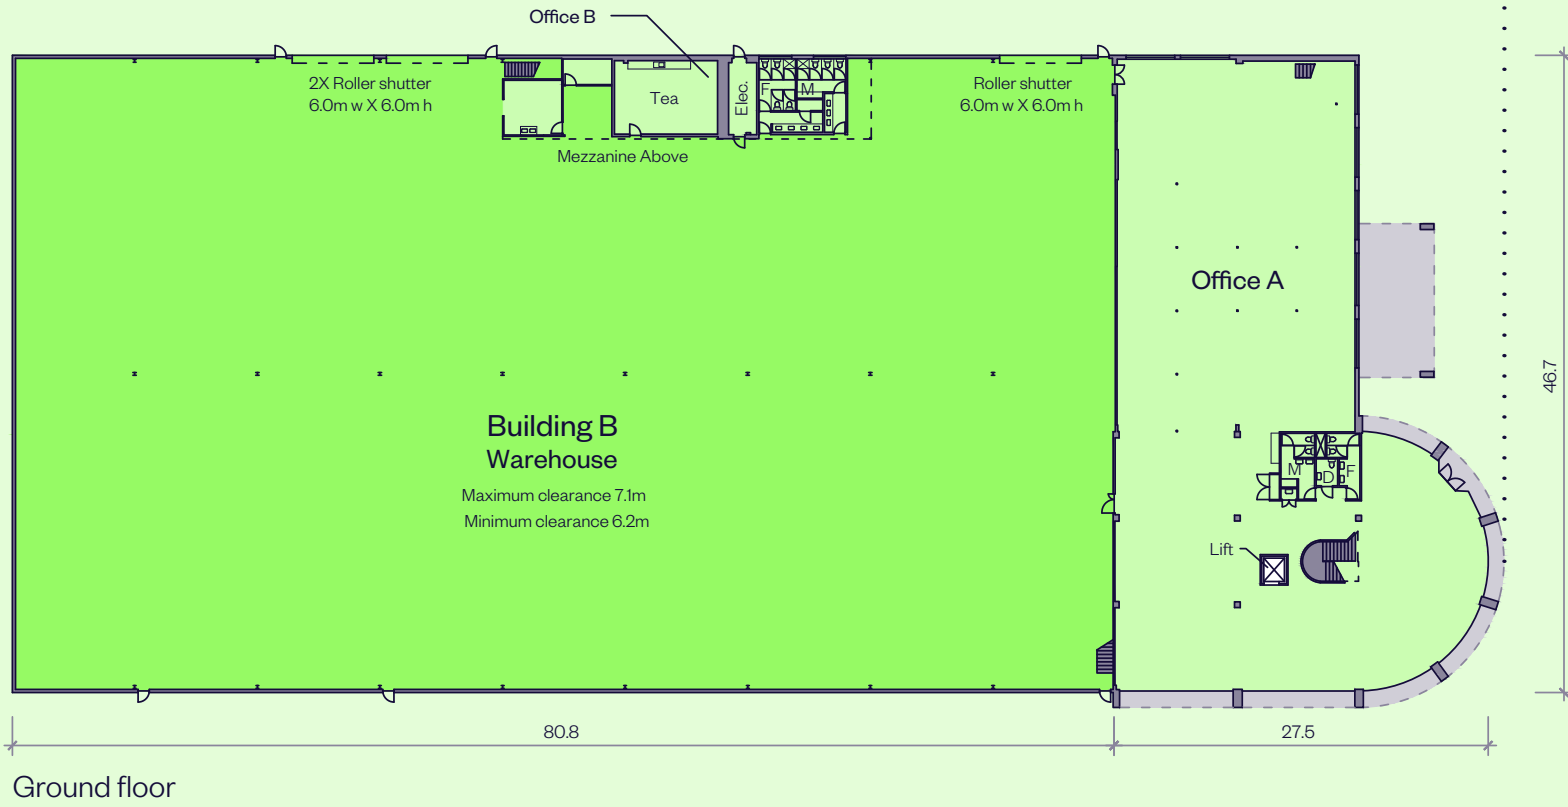 Office B
2X Roller shutter
6.0m w X 6.0m h
Tea
Elec.
F
M
Roller shutter
6.0m w X 6.0m h
Mezzanine Above
Office A
46.7
Building B
Warehouse
Maximum clearance 7.1m
Minimum clearance 6.2m
M
D
F
Lift
80.8
27.5
Ground floor